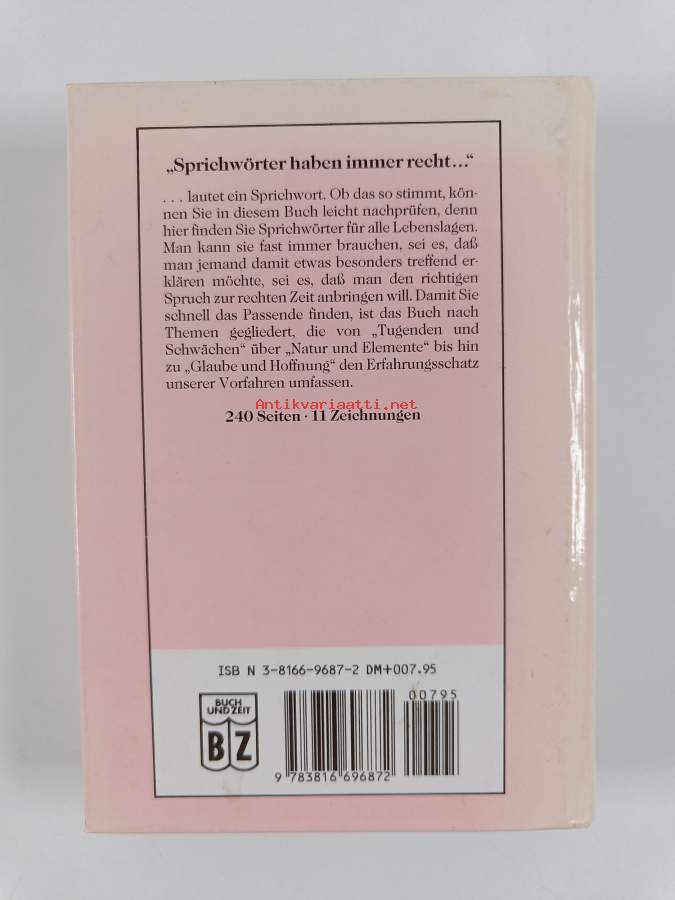 „Sprichwörter haben immer recht...“
. . . lautet ein Sprichwort. Ob das so stimmt, kön-
nen Sie in diesem Buch leicht nachprüfen, denn
hier finden Sie Sprichwörter für alle Lebenslagen.
Man kann sie fast immer brauchen, sei es, daß
man jemand damit etwas besonders treffend er-
klären möchte, sei es, daß man den richtigen
Spruch zur rechten Zeit anbringen will. Damit Sie
schnell das Passende finden, ist das Buch nach
Themen gegliedert, die von „Tugenden und
Schwächen“ über „Natur und Elemente“ bis hin
zu „Glaube und Hoffnung“ den Erfahrungsschatz
unserer Vorfahren umfassen.
Antikvariaatti.net
240 Seiten · 11 Zeichnungen
ISB N 3-8166-9687-2 DM+007.95
00795
BUCH
UND ZEIT
B Z
9 783816 696872